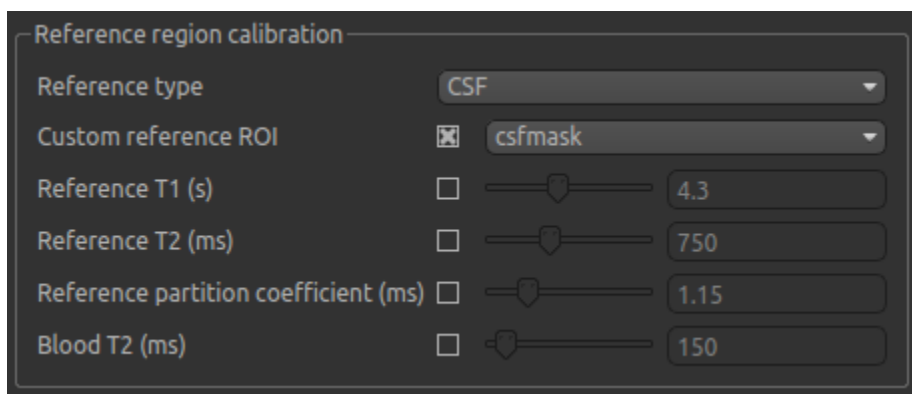 Reference region calibration
Reference type CSF
Custom reference ROI csfmask
Reference T1 (s) 4.3
Reference T2 (ms) 750
Reference partition coefficient (ms) 1.15
Blood T2 (ms) 150